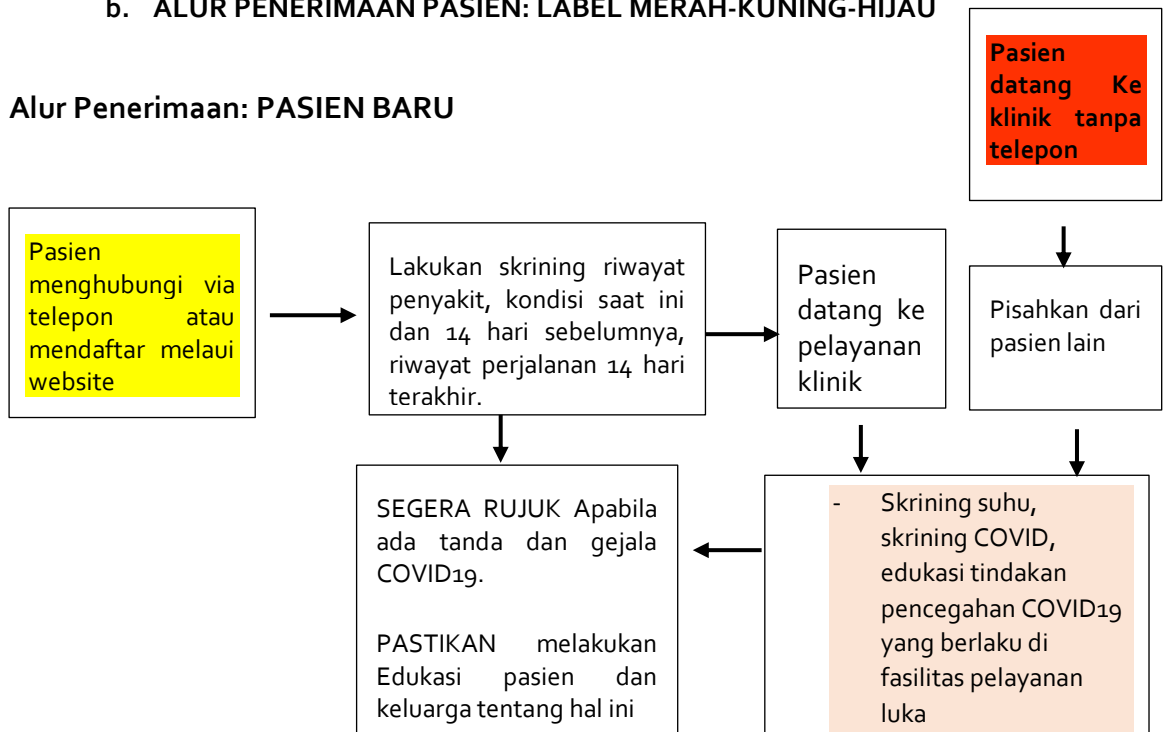 b. ALUR PENERIMAAN PASIEN: LABEL MERAH-KUNING-HIJAU
Pasien
datang Ke
klinik tanpa
telepon
Alur Penerimaan: PASIEN BARU
Pasien
menghubungi via
telepon atau
mendaftar melaui
website
Lakukan skrining riwayat
penyakit, kondisi saat ini
dan 14 hari sebelumnya,
riwayat perjalanan 14 hari
terakhir.
Pasien
datang ke
pelayanan
klinik
Pisahkan dari
pasien lain
SEGERA RUJUK Apabila
ada tanda dan gejala
COVID19.
PASTIKAN melakukan
Edukasi pasien dan
keluarga tentang hal ini
- Skrining suhu,
skrining COVID,
edukasi tindakan
pencegahan COVID19
yang berlaku di
fasilitas pelayanan
luka